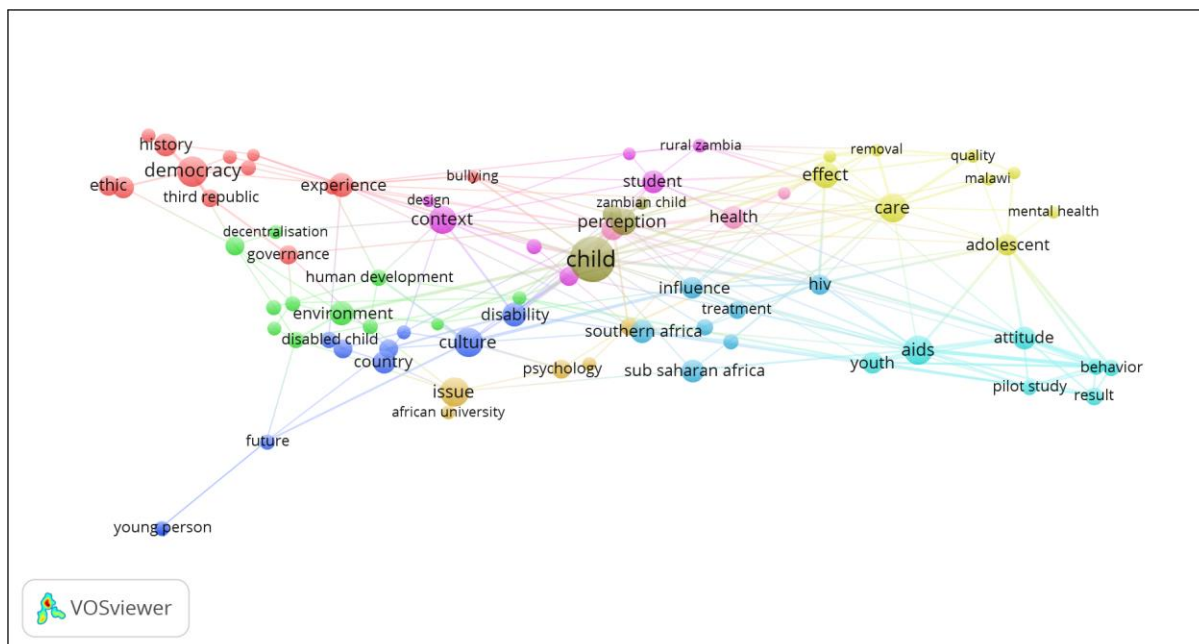 history
rural zambia
removal
quality
democracy
effect
malawi
ethic
third republic
experience
bullying
student
design
zambian child
care
mental health
context
perception
health
decentralisation
governance
adolescent
child
human development
influence
hiv
environment
disability
treatment
disabled child
culture
southern africa
attitude
country
aids
psychology
sub saharan africa
youth
behavior
issue
pilot study
result
african university
future
young person
VOSviewer